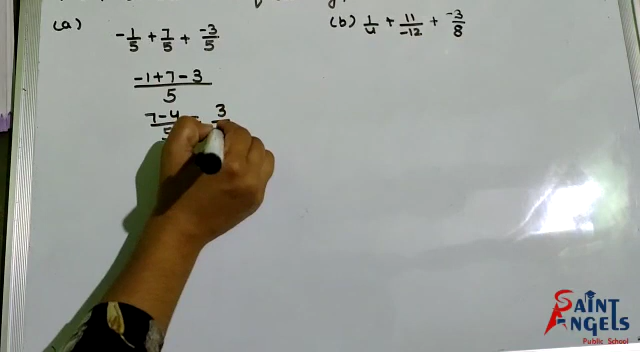 (a) -1/5 + 7/5 + -3/5
-1+7-3/5
7-4/5 = 3
(b) 1/4 + 11/-12 + -3/8
SAINT
ANGELS
Public School